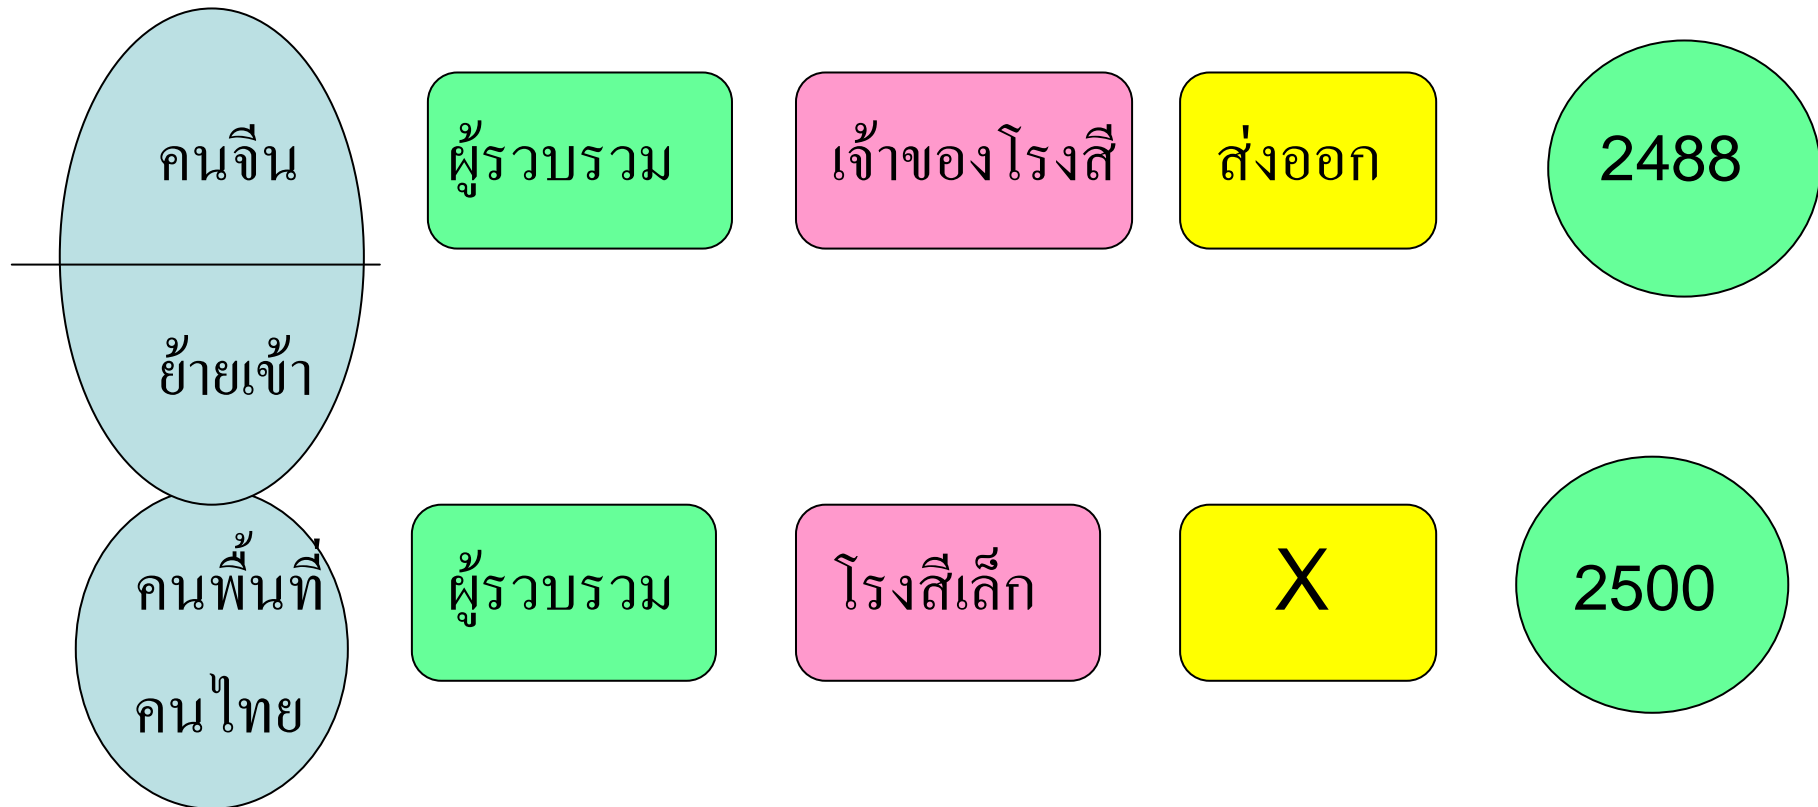 คนจีน
ผู้รวบรวม
เจ้าของโรงสี
ส่งออก
2488
ย้ายเข้า
คนพื้นที่
คนไทย
ผู้รวบรวม
โรงสีเล็ก
X
2500